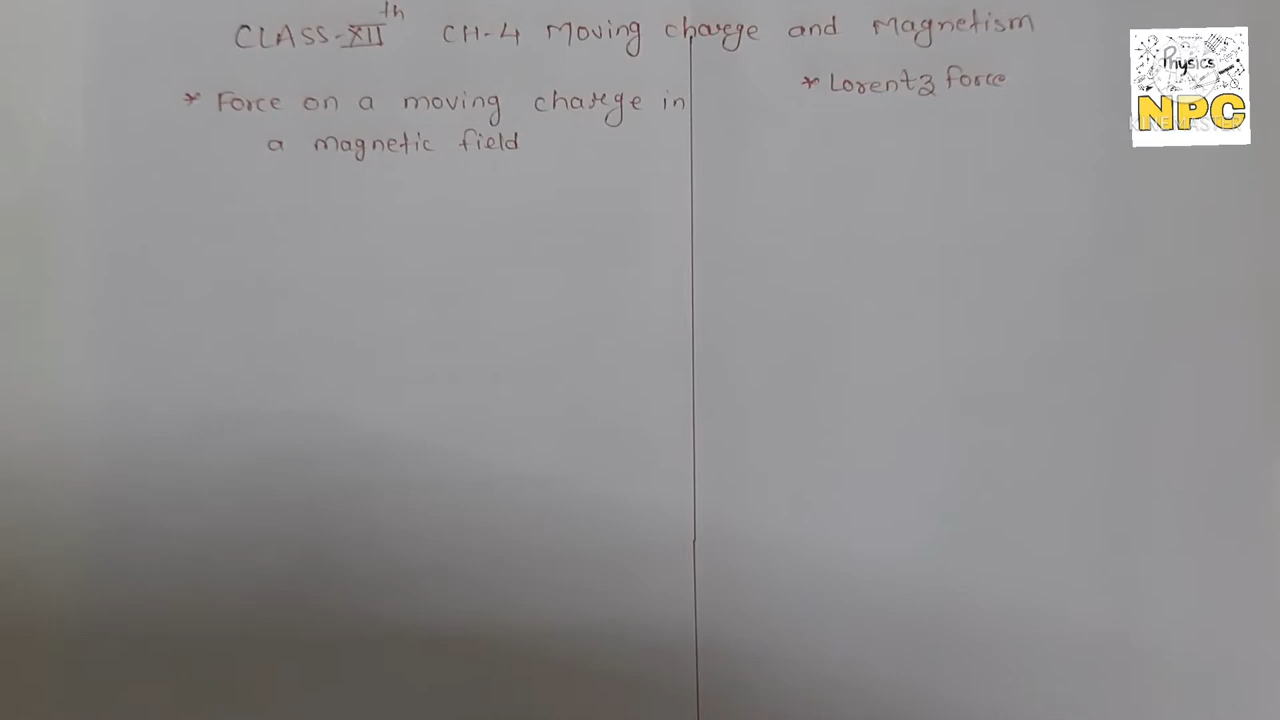 CLASS-XIIth CH-4 Moving charge and Magnetism
* Force on a moving charge in
a magnetic field
* Lorentz force
Physics
NPC
KINEMASTER